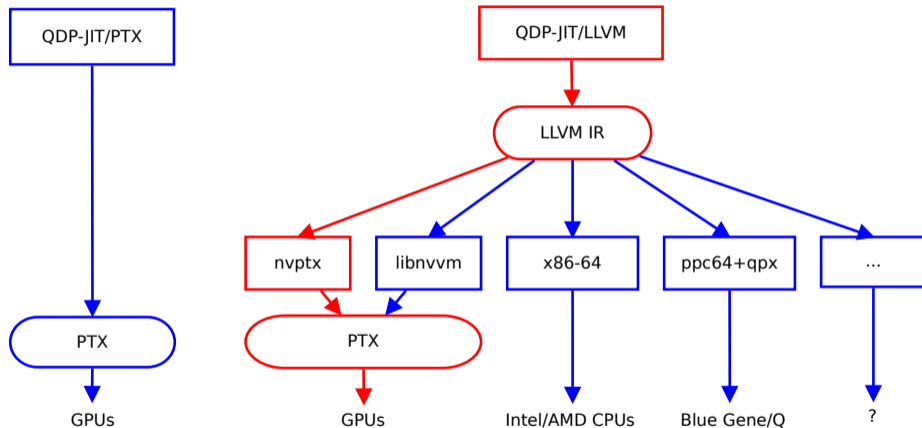 QDP-JIT/PTX
QDP-JIT/LLVM
LLVM IR
nvptx
libnvvm
x86-64
ppc64+qpx
...
PTX
PTX
GPUs
GPUs
Intel/AMD CPUs
Blue Gene/Q
?